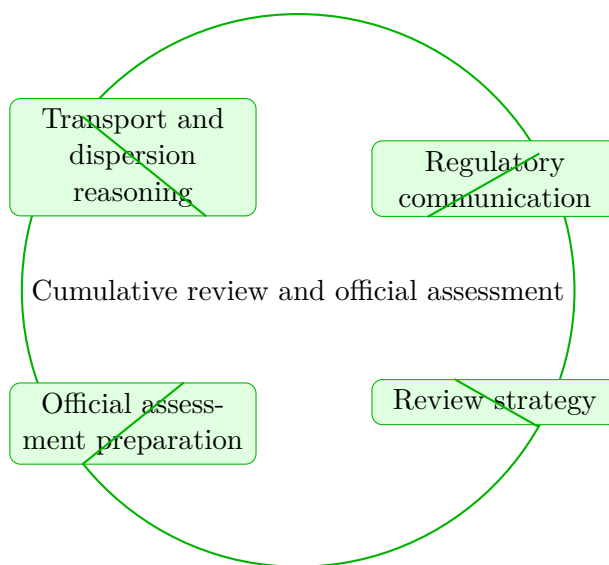 Transport and
dispersion
reasoning
Regulatory
communication
Cumulative review and official assessment
Official assess-
ment preparation
Review strategy